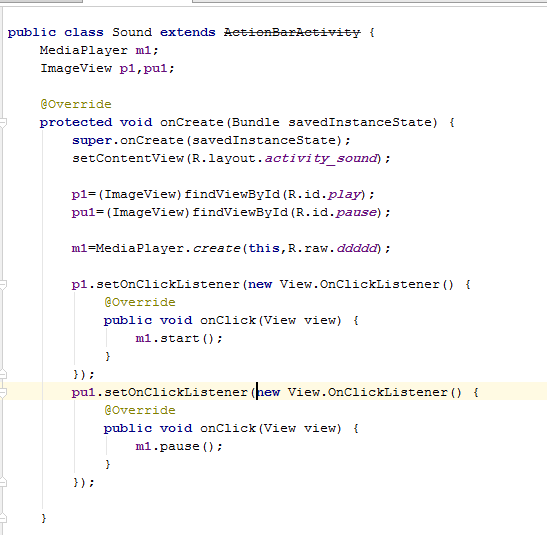 public class Sound extends ActionBarActivity {
    MediaPlayer m1;
    ImageView p1,pu1;

    @Override
    protected void onCreate(Bundle savedInstanceState) {
        super.onCreate(savedInstanceState);
        setContentView(R.layout.activity_sound);

        p1=(ImageView)findViewById(R.id.play);
        pu1=(ImageView)findViewById(R.id.pause);

        m1=MediaPlayer.create(this,R.raw.ddddd);

        p1.setOnClickListener(new View.OnClickListener() {
            @Override
            public void onClick(View view) {
                m1.start();
            }
        });
        pu1.setOnClickListener(new View.OnClickListener() {
            @Override
            public void onClick(View view) {
                m1.pause();
            }
        });

    }